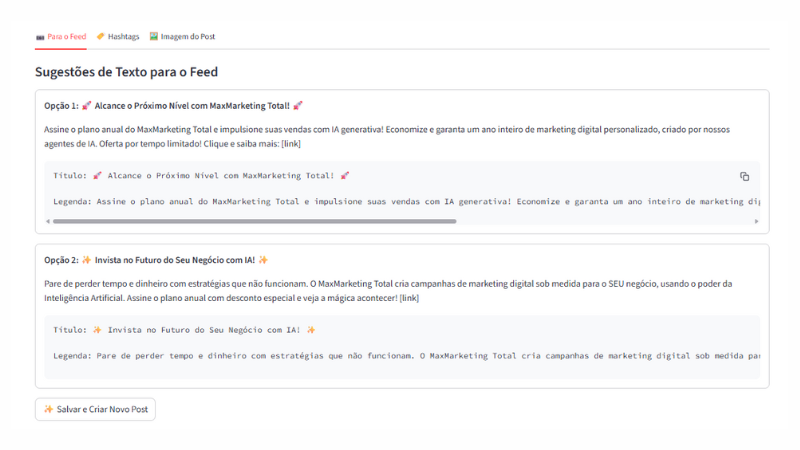 📷 Para o Feed 🏷️ Hashtags 🖼️ Imagem do Post
Sugestões de Texto para o Feed
Opção 1: 🚀 Alcance o Próximo Nível com MaxMarketing Total! 🚀
Assine o plano anual do MaxMarketing Total e impulsione suas vendas com IA generativa! Economize e garanta um ano inteiro de marketing digital personalizado, criado por nossos
agentes de IA. Oferta por tempo limitado! Clique e saiba mais: [link]
Título: 🚀 Alcance o Próximo Nível com MaxMarketing Total! 🚀
Legenda: Assine o plano anual do MaxMarketing Total e impulsione suas vendas com IA generativa! Economize e garanta um ano inteiro de marketing
Opção 2: ✨ Invista no Futuro do Seu Negócio com IA! ✨
Pare de perder tempo e dinheiro com estratégias que não funcionam. O MaxMarketing Total cria campanhas de marketing digital sob medida para o SEU negócio, usando o poder da
Inteligência Artificial. Assine o plano anual com desconto especial e veja a mágica acontecer! [link]
Título: ✨ Invista no Futuro do Seu Negócio com IA! ✨
Legenda: Pare de perder tempo e dinheiro com estratégias que não funcionam. O MaxMarketing Total cria campanhas de marketing digital sob medida
✨ Salvar e Criar Novo Post